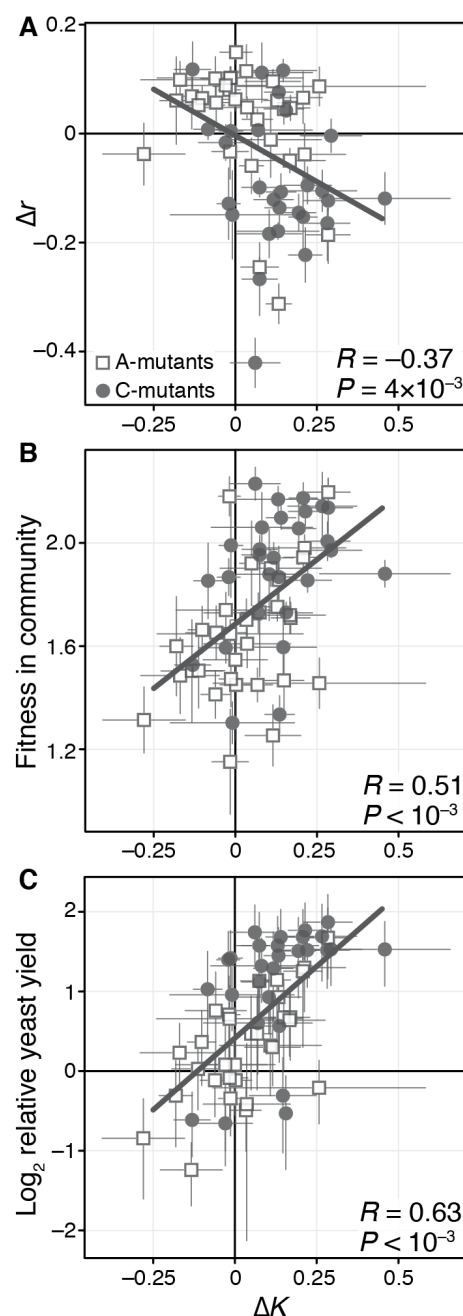 A
0.2
0
−0.2
−0.4
Δr
A-mutants
C-mutants
R = −0.37
P = 4×10⁻³
−0.25
0
0.25
0.5
B
2.0
1.6
1.2
Fitness in community
R = 0.51
P < 10⁻³
−0.25
0
0.25
0.5
C
2
1
0
−1
−2
Log₂ relative yeast yield
R = 0.63
P < 10⁻³
−0.25
0
0.25
0.5
ΔK